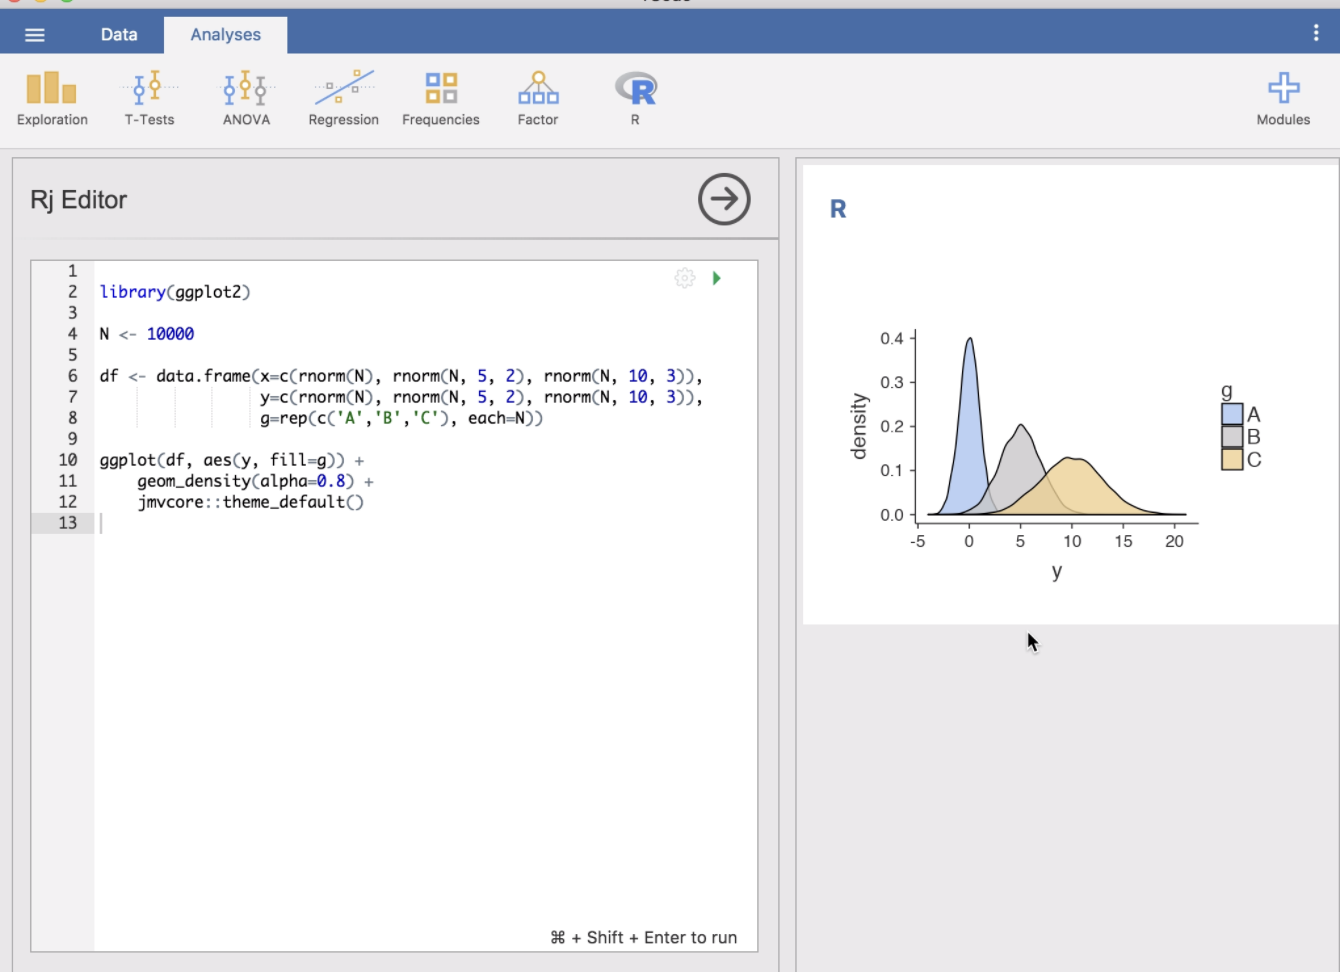 Data Analyses
Exploration T-Tests ANOVA Regression Frequencies Factor R Modules
Rj Editor
1
2 library(ggplot2)
3
4 N <- 10000
5
6 df <- data.frame(x=c(rnorm(N), rnorm(N, 5, 2), rnorm(N, 10, 3)),
7 y=c(rnorm(N), rnorm(N, 5, 2), rnorm(N, 10, 3)),
8 g=rep(c('A','B','C'), each=N))
9
10 ggplot(df, aes(y, fill=g)) +
11 geom_density(alpha=0.8) +
12 jmvcore::theme_default()
13
⌘ + Shift + Enter to run
R
density
0.4
0.3
0.2
0.1
0.0
-5 0 5 10 15 20
y
g
A
B
C